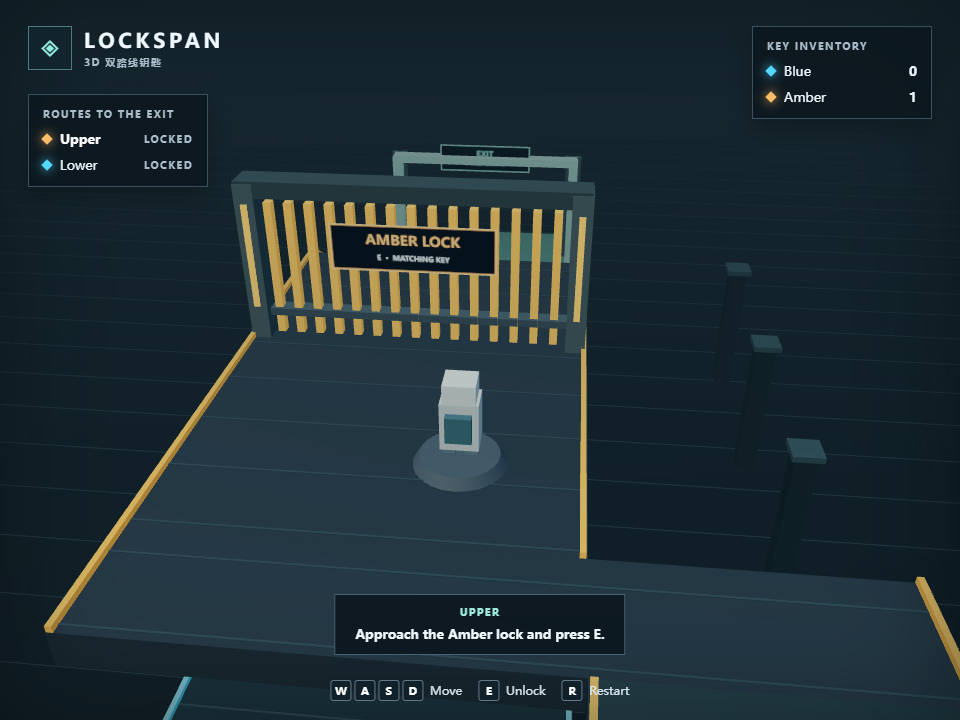 LOCKSPAN
3D 双路线钥匙
ROUTES TO THE EXIT
Upper LOCKED
Lower LOCKED
KEY INVENTORY
Blue 0
Amber 1
EXIT
AMBER LOCK
E • MATCHING KEY
UPPER
Approach the Amber lock and press E.
W A S D Move E Unlock R Restart